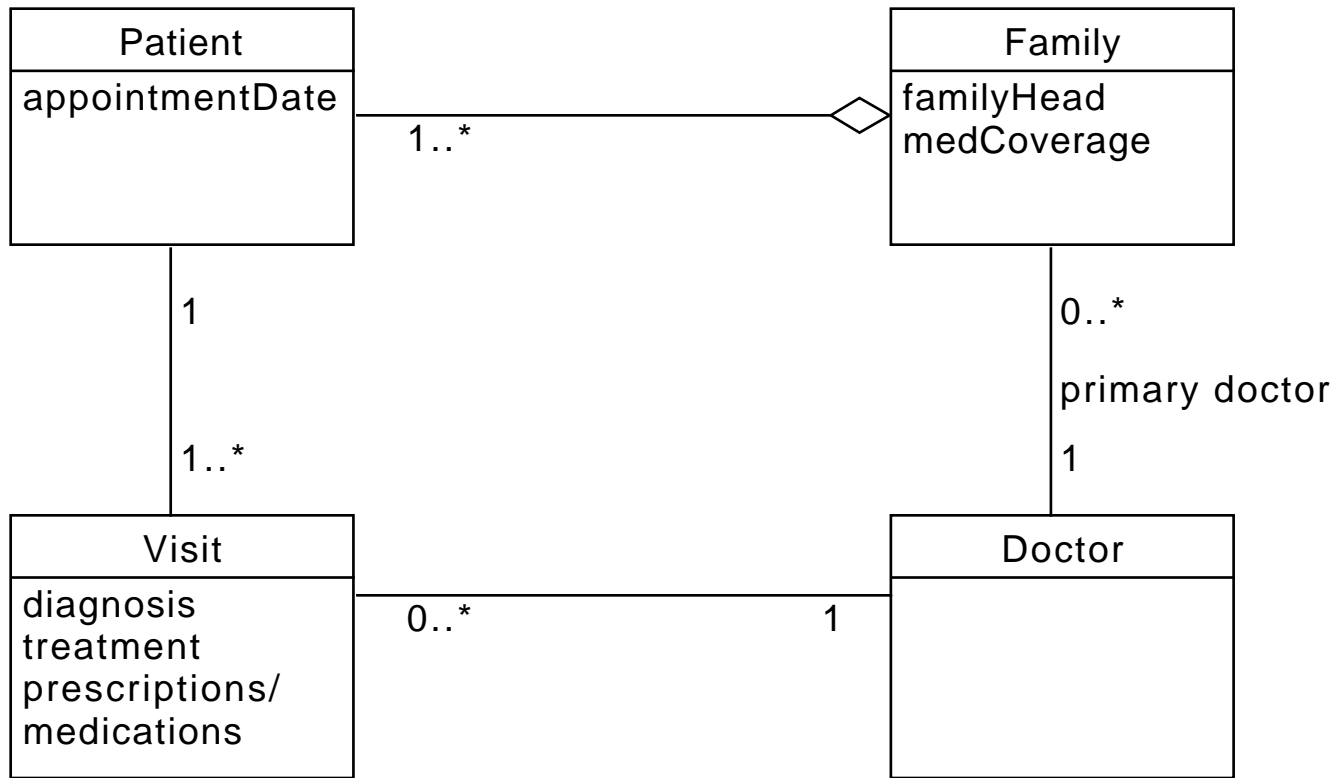 Patient
appointmentDate
1..*
Family
familyHead
medCoverage
1
1..*
0..*
primary doctor
1
Visit
diagnosis
treatment
prescriptions/
medications
0..*
1
Doctor